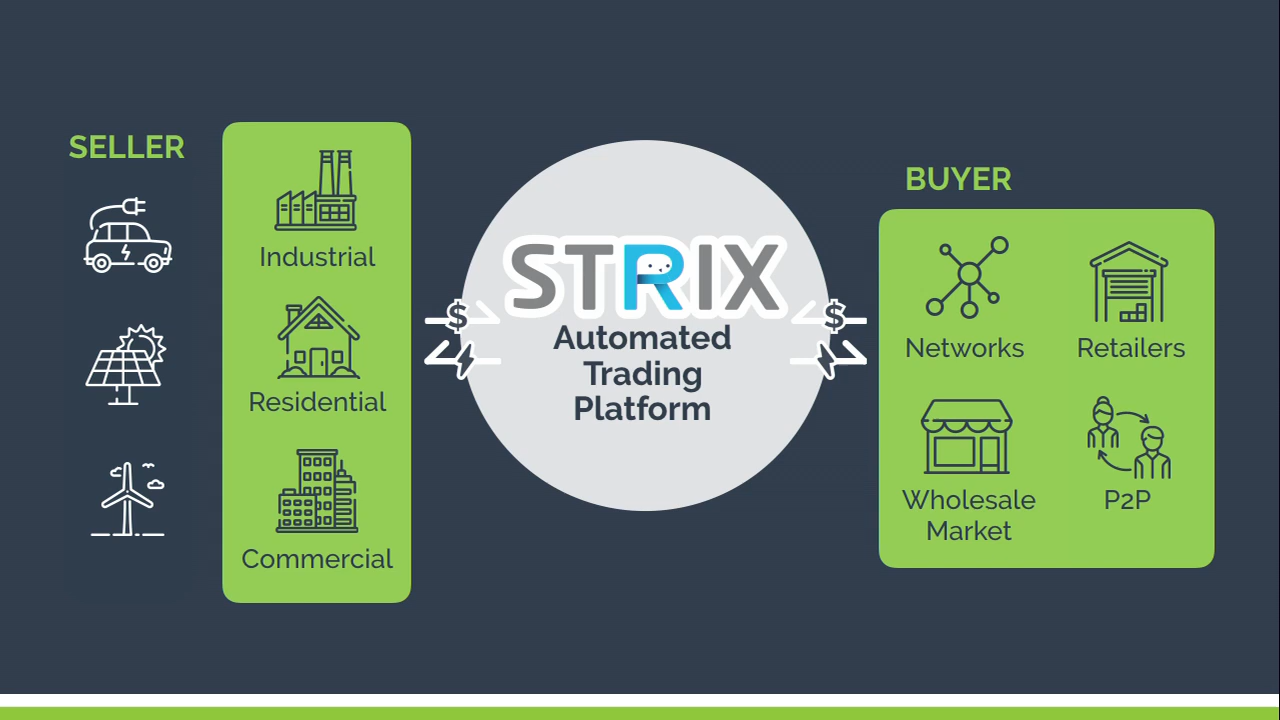 SELLER
Industrial
Residential
Commercial
$
STRIX
Automated
Trading
Platform
$
BUYER
Networks
Retailers
Wholesale
Market
P2P